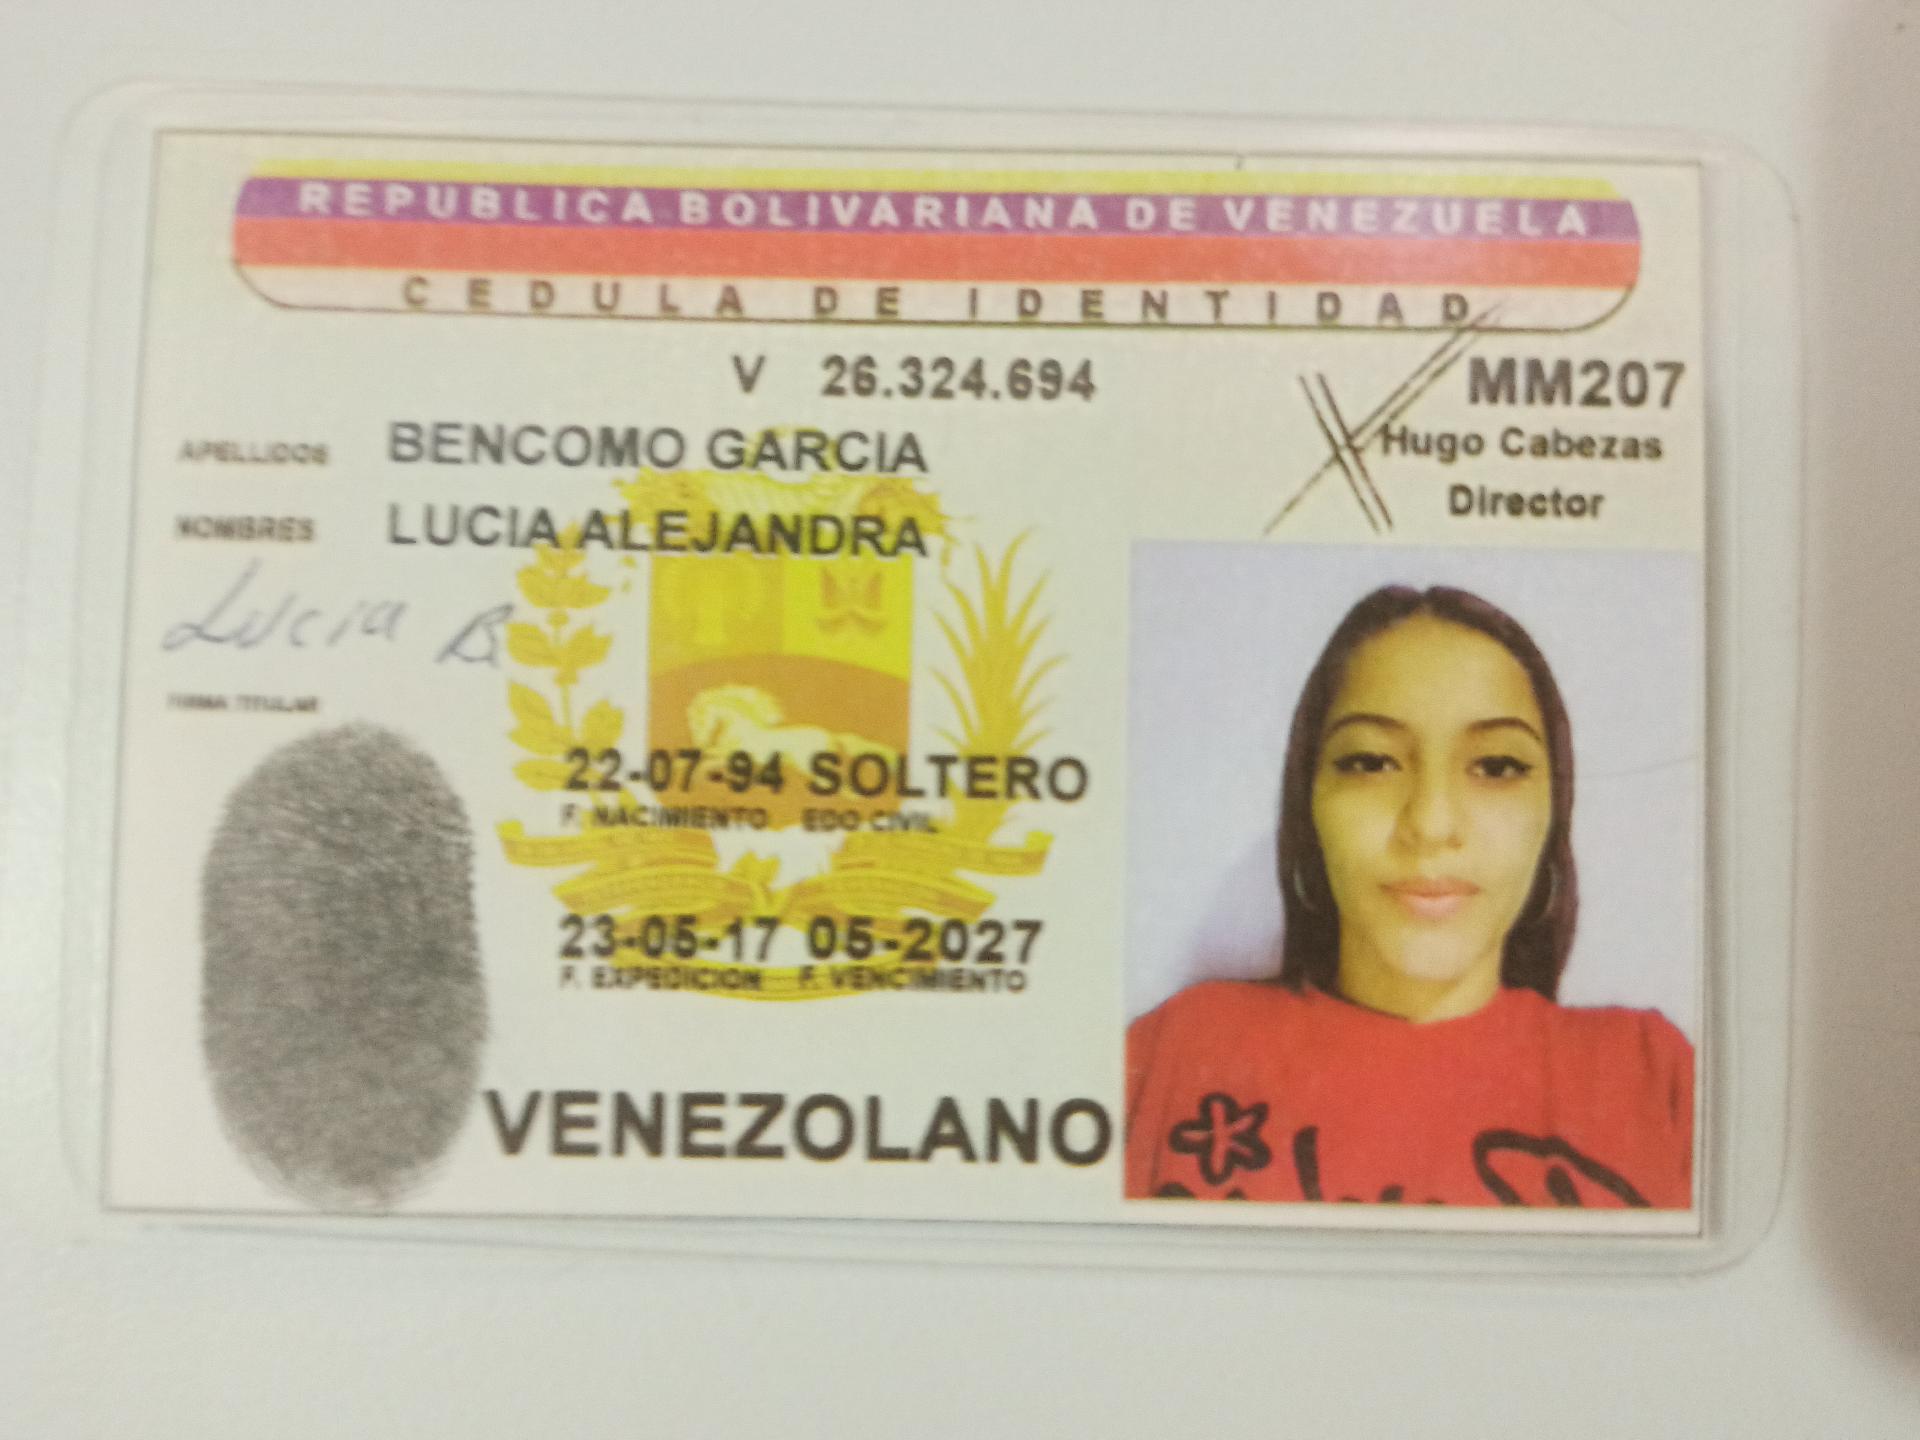 REPUBLICA BOLIVARIANA DE VENEZUELA
CEDULA DE IDENTIDAD
V 26.324.694
MM207
Hugo Cabezas
Director
APELLIDOS BENCOMO GARCIA
NOMBRES LUCIA ALEJANDRA
Lucia B
FIRMA TITULAR
22-07-94 SOLTERO
F. NACIMIENTO EDO CIVIL
23-05-17 05-2027
F. EXPEDICION F. VENCIMIENTO
VENEZOLANO